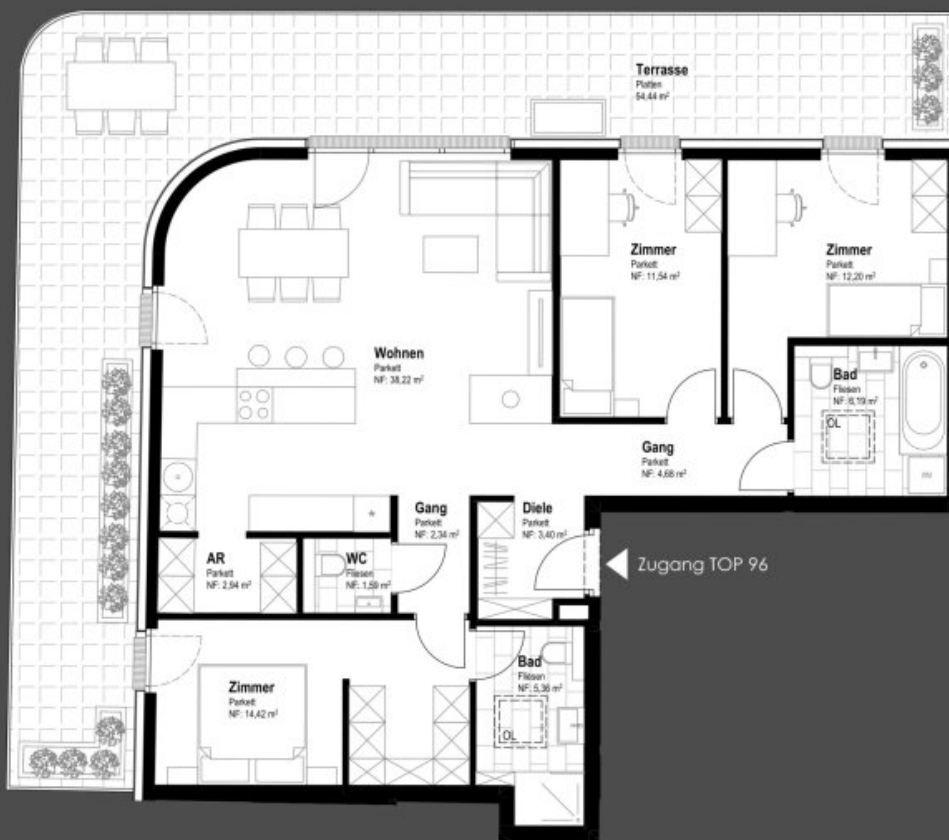 Terrasse
Platten
54,44 m²
Zimmer
Parkett
NF: 11,54 m²
Zimmer
Parkett
NF: 12,20 m²
Wohnen
Parkett
NF: 38,22 m²
Bad
Fliesen
NF: 6,19 m²
OL
Gang
Parkett
NF: 4,68 m²
Gang
Parkett
NF: 2,34 m²
Diele
Parkett
NF: 3,40 m²
AR
Parkett
NF: 2,94 m²
WC
Fliesen
NF: 1,59 m²
Zugang TOP 96
Zimmer
Parkett
NF: 14,42 m²
Bad
Fliesen
NF: 5,36 m²
OL